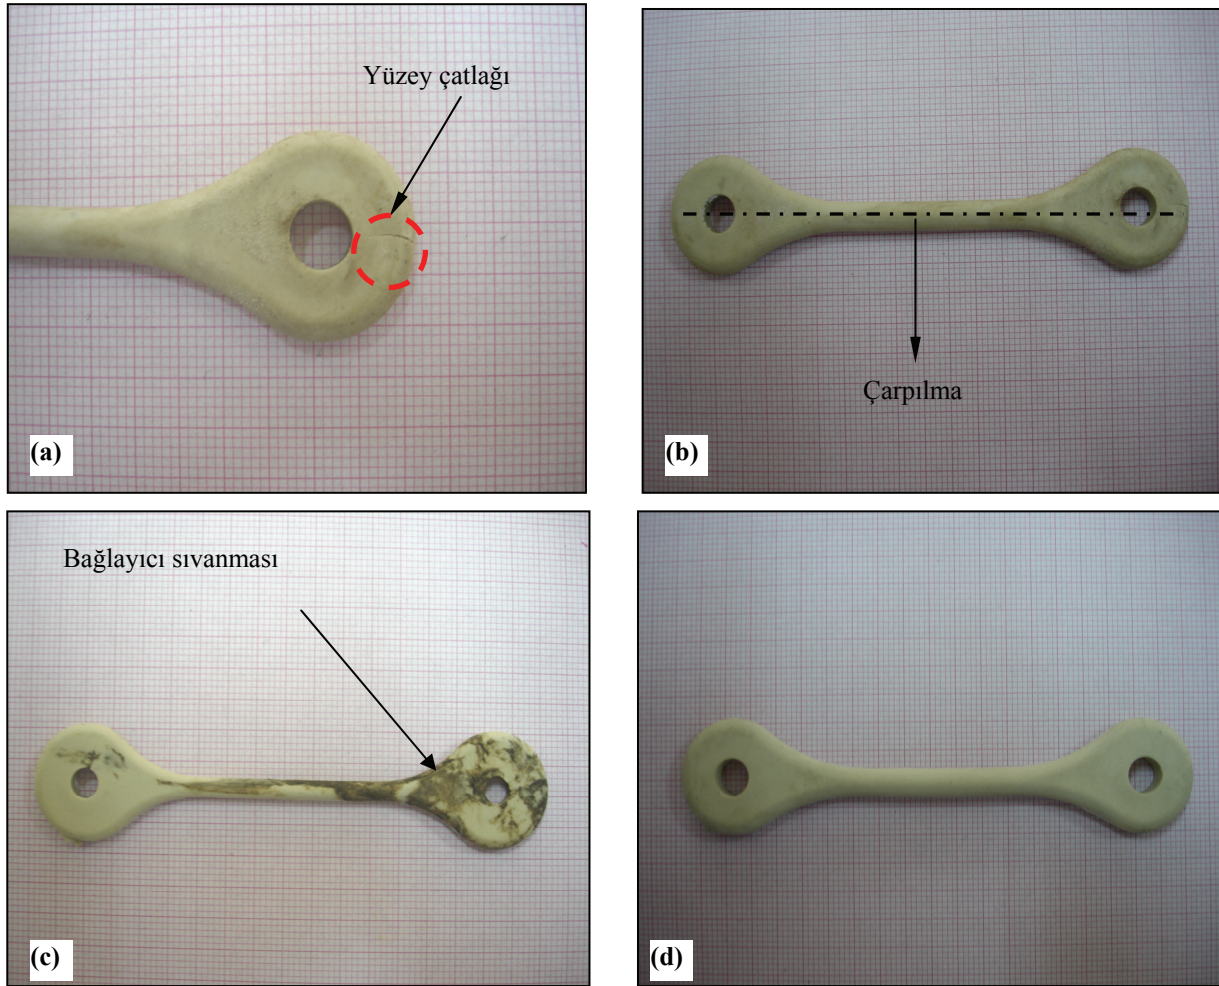 Yüzey çatlağı
(a)
Çarpılma
(b)
Bağlayıcı sıvanması
(c)
(d)